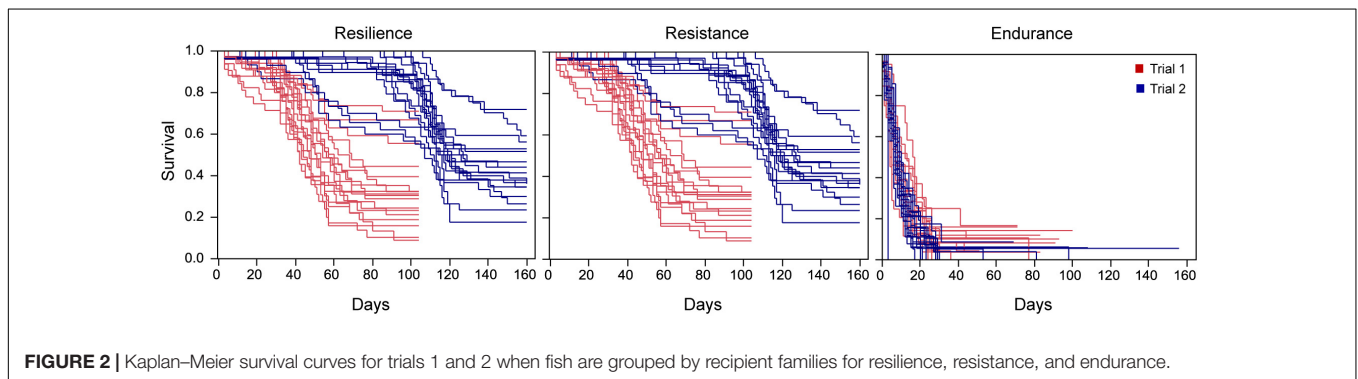 Resilience Resistance Endurance
1.0
0.8
0.6
0.4
0.2
0.0
Survival
Trial 1
Trial 2
0 20 40 60 80 100 120 140 160 0 20 40 60 80 100 120 140 160 0 20 40 60 80 100 120 140 160
Days Days Days
FIGURE 2 | Kaplan–Meier survival curves for trials 1 and 2 when fish are grouped by recipient families for resilience, resistance, and endurance.